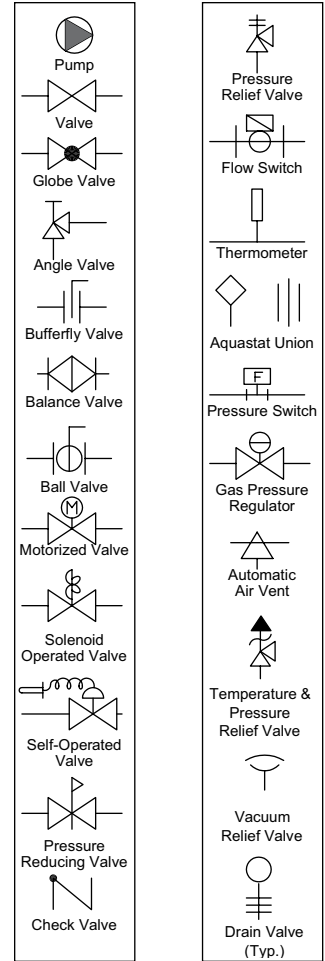 Pump
Valve
Globe Valve
Angle Valve
Bufferfly Valve
Balance Valve
Ball Valve
M
Motorized Valve
Solenoid
Operated Valve
Self-Operated
Valve
Pressure
Reducing Valve
Check Valve
Pressure
Relief Valve
Flow Switch
Thermometer
Aquastat Union
F
Pressure Switch
Gas Pressure
Regulator
Automatic
Air Vent
Temperature &
Pressure
Relief Valve
Vacuum
Relief Valve
Drain Valve
(Typ.)